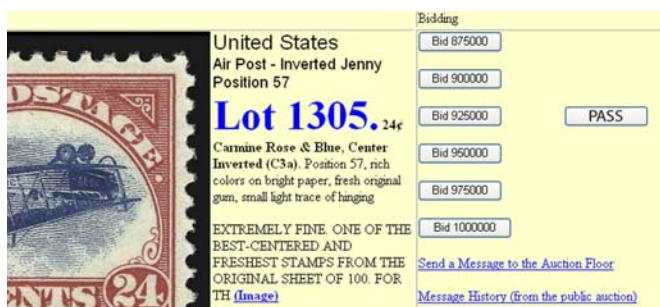 Bidding
United States
Air Post - Inverted Jenny
Position 57
Lot 1305. 24¢
Carmine Rose & Blue, Center
Inverted (C3a). Position 57, rich
colors on bright paper, fresh original
gum, small light trace of hinging
EXTREMELY FINE. ONE OF THE
BEST-CENTERED AND
FRESHEST STAMPS FROM THE
ORIGINAL SHEET OF 100. FOR
TH (Image)
Bid 875000
Bid 900000
Bid 925000
PASS
Bid 950000
Bid 975000
Bid 1000000
Send a Message to the Auction Floor
Message History (from the public auction)
POSTAGE
24